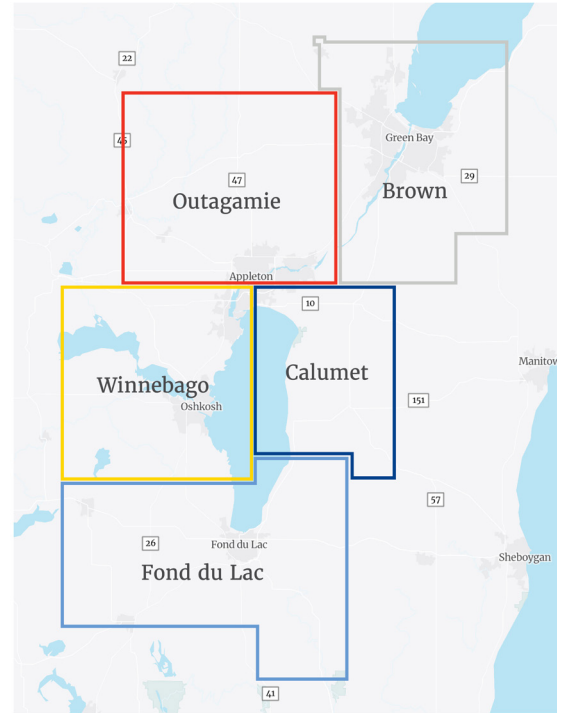 22
Green Bay
45
29
47
Brown
Outagamie
Appleton
10
Manitow
Calumet
Winnebago
151
Oshkosh
57
26
Fond du Lac
Sheboygan
Fond du Lac
41